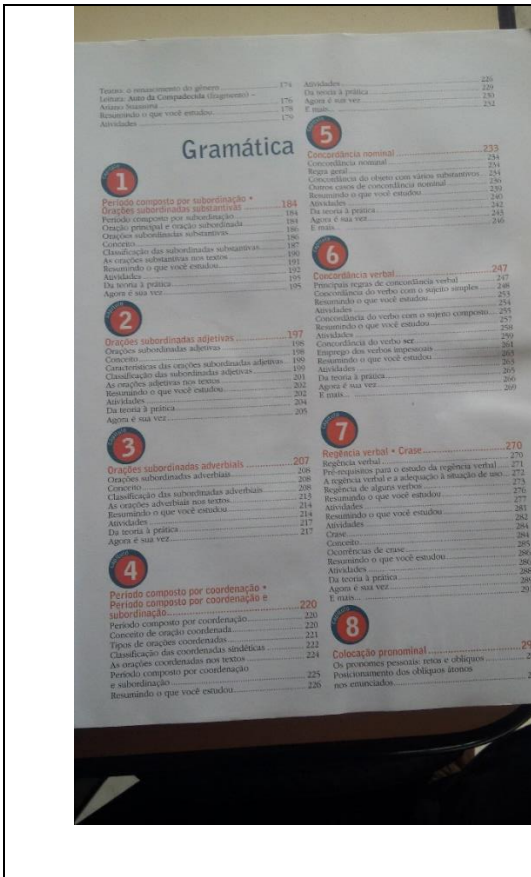 Teatro: o renascimento do gênero 174
Leitura: Auto da Compadecida (fragmento) –
Ariano Suassuna 176
Resumindo o que você estudou 178
Atividades 179
Gramática
1
Período composto por subordinação •
Orações subordinadas substantivas 184
Período composto por subordinação 184
Oração principal e oração subordinada 184
Orações subordinadas substantivas 186
Conceito 186
Classificação das subordinadas substantivas 187
As orações substantivas nos textos 190
Resumindo o que você estudou 191
Atividades 192
Da teoria à prática 195
Agora é sua vez 195
2
Orações subordinadas adjetivas 197
Orações subordinadas adjetivas 198
Conceito 198
Características das orações subordinadas adjetivas 199
Classificação das subordinadas adjetivas 199
As orações adjetivas nos textos 201
Resumindo o que você estudou 202
Atividades 202
Da teoria à prática 204
Agora é sua vez 205
3
Orações subordinadas adverbiais 207
Orações subordinadas adverbiais 208
Conceito 208
Classificação das subordinadas adverbiais 208
As orações adverbiais nos textos 213
Resumindo o que você estudou 214
Atividades 214
Da teoria à prática 217
Agora é sua vez 217
4
Período composto por coordenação •
Período composto por coordenação e
subordinação 220
Período composto por coordenação 220
Conceito de oração coordenada 220
Tipos de orações coordenadas 221
Classificação das coordenadas sindéticas 222
As orações coordenadas nos textos 224
Período composto por coordenação
e subordinação 225
Resumindo o que você estudou 226
Atividades 228
Da teoria à prática 229
Agora é sua vez 230
E mais... 232
5
Concordância nominal 233
Concordância nominal 234
Regra geral 234
Concordância do objeto com vários substantivos 234
Outros casos de concordância nominal 236
Resumindo o que você estudou 239
Atividades 240
Da teoria à prática 242
Agora é sua vez 243
E mais... 246
6
Concordância verbal 247
Principais regras de concordância verbal 247
Concordância do verbo com o sujeito simples 248
Resumindo o que você estudou 253
Atividades 254
Concordância do verbo com o sujeito composto 255
Resumindo o que você estudou 257
Atividades 258
Concordância do verbo ser 259
Emprego dos verbos impessoais 261
Resumindo o que você estudou 263
Atividades 263
Da teoria à prática 265
Agora é sua vez 266
E mais... 269
7
Regência verbal • Crase 270
Regência verbal 270
Pré-requisitos para o estudo da regência verbal 271
A regência verbal e a adequação à situação de uso 272
Regência de alguns verbos 273
Resumindo o que você estudou 276
Atividades 277
Resumindo o que você estudou 281
Atividades 282
Crase 284
Conceito 284
Ocorrências de crase 285
Resumindo o que você estudou 286
Atividades 286
Da teoria à prática 288
Agora é sua vez 289
E mais...
8
Colocação pronominal
Os pronomes pessoais: retos e oblíquos
Posicionamento dos oblíquos átonos
nos enunciados